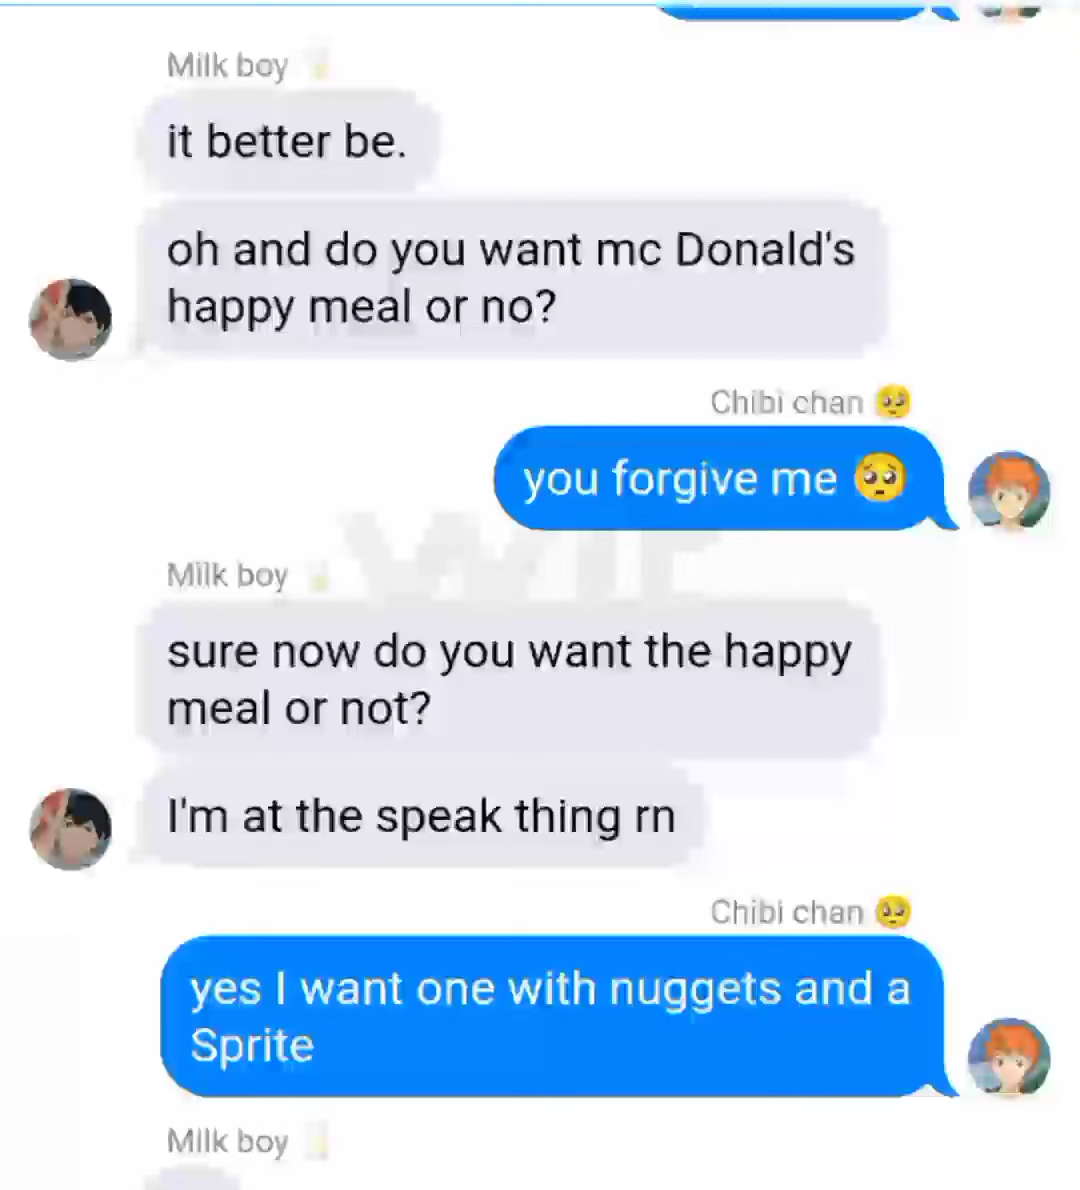 Milk boy
it better be.
oh and do you want mc Donald's
happy meal or no?
Chibi chan 🥺
you forgive me 🥺
Milk boy
sure now do you want the happy
meal or not?
I'm at the speak thing rn
Chibi chan 🥺
yes I want one with nuggets and a
Sprite
Milk boy